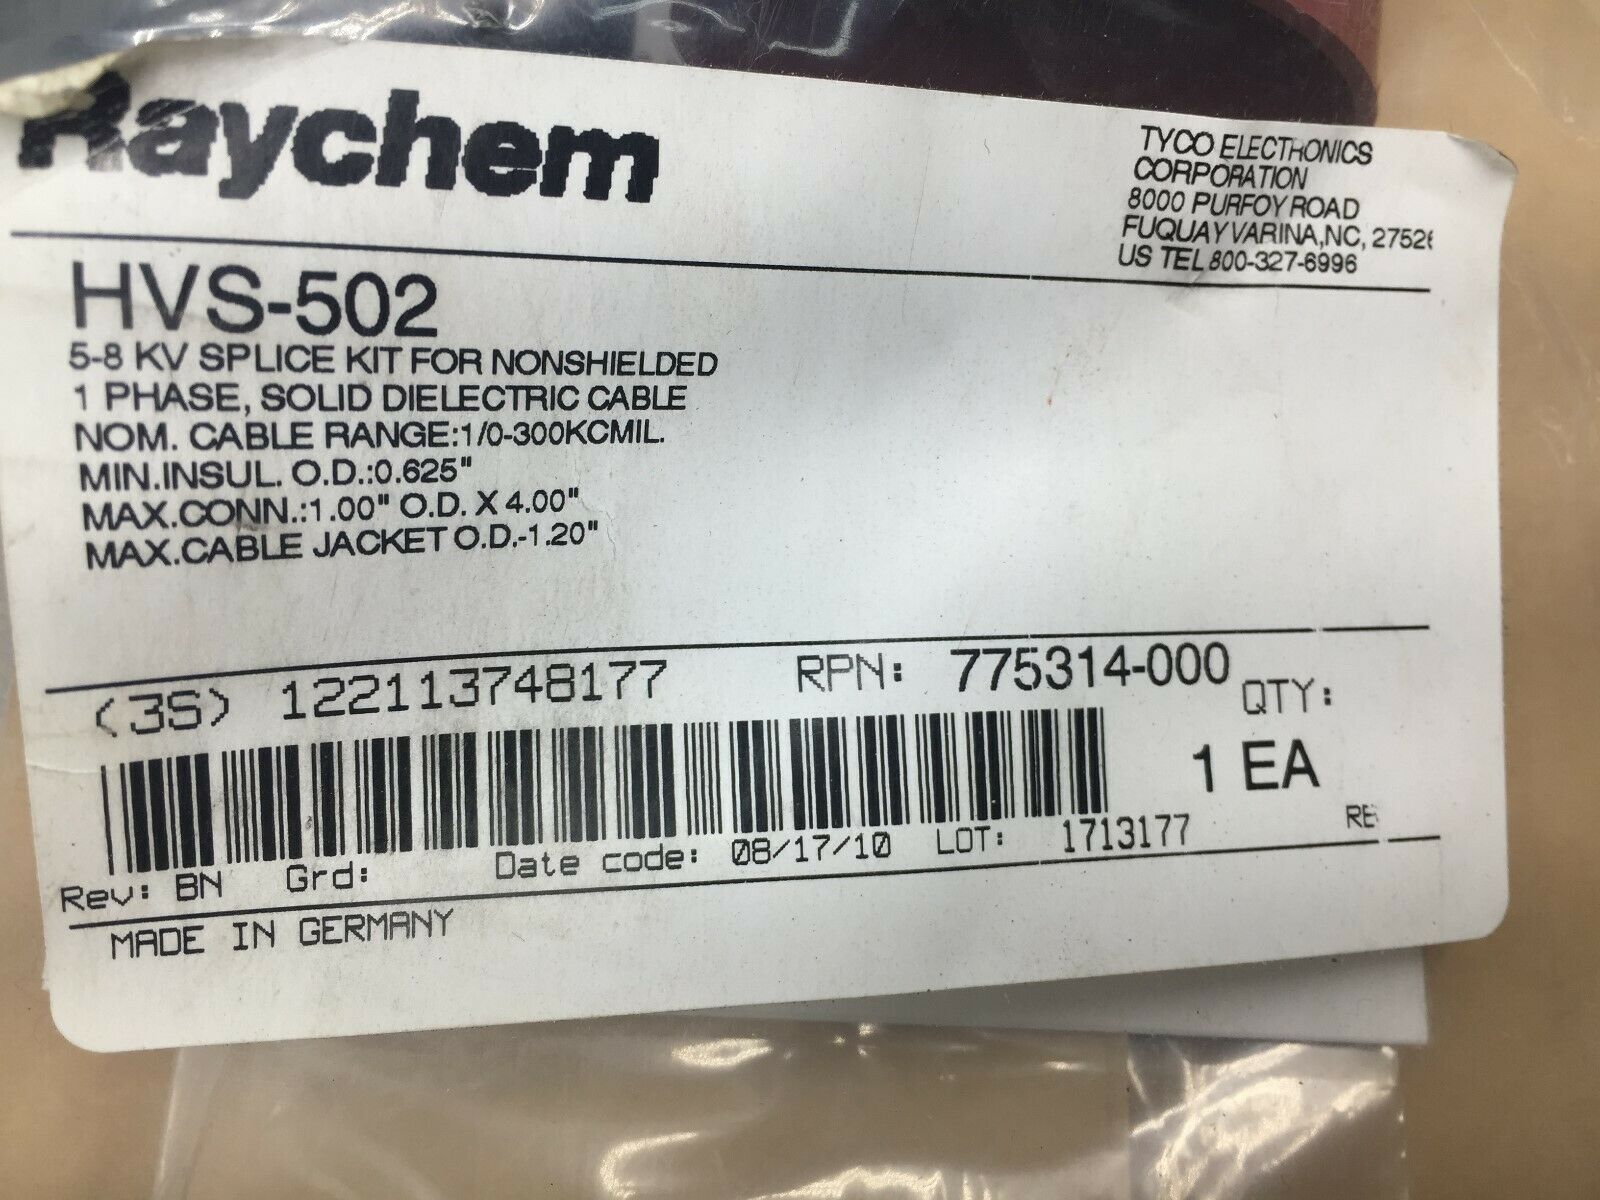 Raychem
TYCO ELECTRONICS
CORPORATION
8000 PURFOY ROAD
FUQUAY VARINA,NC, 27526
US TEL 800-327-6996
HVS-502
5-8 KV SPLICE KIT FOR NONSHIELDED
1 PHASE, SOLID DIELECTRIC CABLE
NOM. CABLE RANGE:1/0-300KCMIL.
MIN.INSUL. O.D.:0.625"
MAX.CONN.:1.00" O.D. X 4.00"
MAX.CABLE JACKET O.D.-1.20"
(3S) 122113748177 RPN: 775314-000
QTY:
1 EA
Rev: BN Grd: Date code: 08/17/10 LOT: 1713177
MADE IN GERMANY